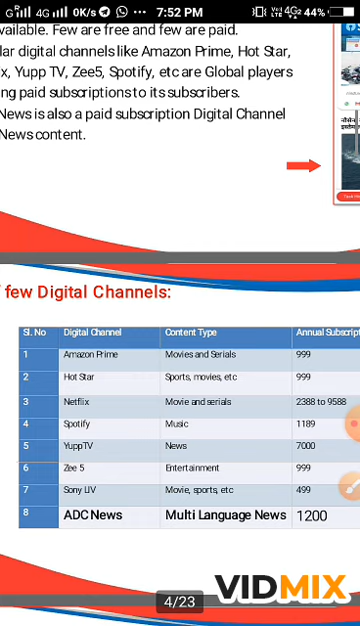 4G 4G 0K/s 7:52 PM 4G 44%
vailable. Few are free and few are paid.
lar digital channels like Amazon Prime, Hot Star,
x, Yupp TV, Zee5, Spotify, etc are Global players
ng paid subscriptions to its subscribers.
News is also a paid subscription Digital Channel
News content.
few Digital Channels:
Sl. No Digital Channel Content Type Annual Subscript
1 Amazon Prime Movies and Serials 999
2 Hot Star Sports, movies, etc 999
3 Netflix Movie and serials 2388 to 9588
4 Spotify Music 1189
5 YuppTV News 7000
6 Zee 5 Entertainment 999
7 Sony LIV Movie, sports, etc 499
8 ADC News Multi Language News 1200
4/23
VIDMIX